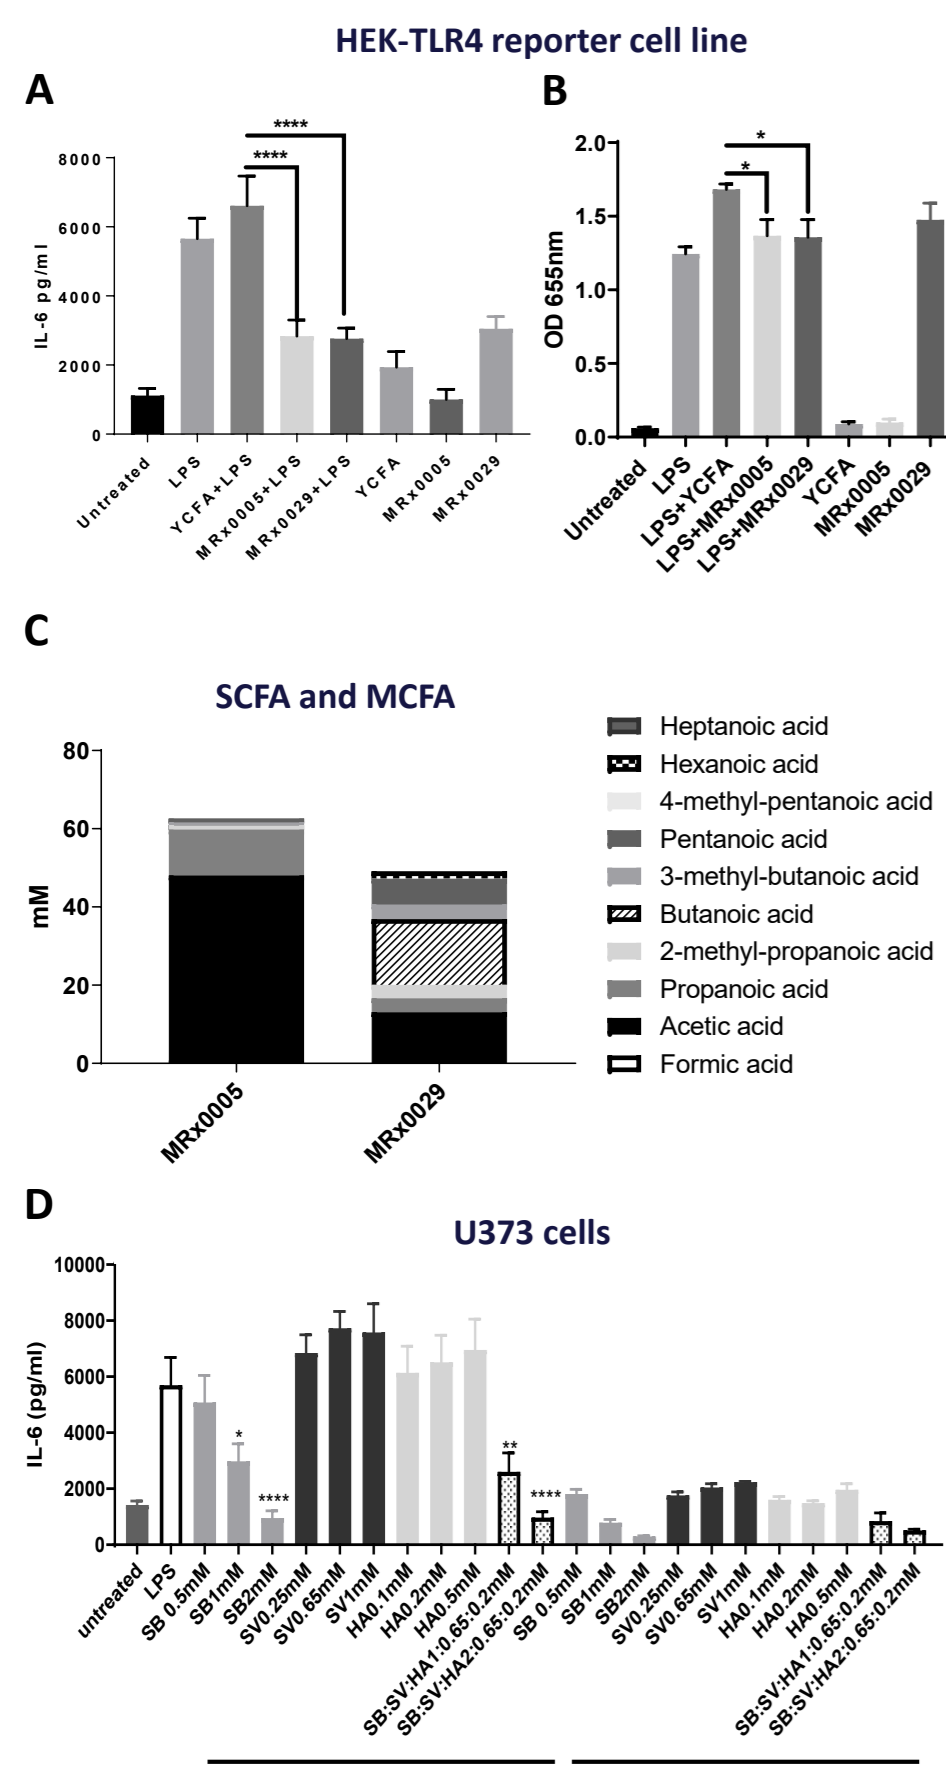 HEK-TLR4 reporter cell line
A
B
****
****
8000
6000
4000
2000
0
IL-6 pg/ml
Untreated
LPS
YCFA+LPS
MRx0005+LPS
MRx0029+LPS
YCFA
MRx0005
MRx0029
*
*
2.0
1.5
1.0
0.5
0.0
OD 655nm
Untreated
LPS
LPS+YCFA
LPS+MRx0005
LPS+MRx0029
YCFA
MRx0005
MRx0029
C
SCFA and MCFA
80
60
40
20
0
mM
MRx0005
MRx0029
Heptanoic acid
Hexanoic acid
4-methyl-pentanoic acid
Pentanoic acid
3-methyl-butanoic acid
Butanoic acid
2-methyl-propanoic acid
Propanoic acid
Acetic acid
Formic acid
D
U373 cells
10000
8000
6000
4000
2000
0
IL-6 (pg/ml)
*
****
**
****
untreated
LPS
SB 0.5mM
SB1mM
SB2mM
SV0.25mM
SV0.65mM
SV1mM
HA0.1mM
HA0.2mM
HA0.5mM
SB:SV:HA1:0.65:0.2mM
SB:SV:HA2:0.65:0.2mM
SB 0.5mM
SB1mM
SB2mM
SV0.25mM
SV0.65mM
SV1mM
HA0.1mM
HA0.2mM
HA0.5mM
SB:SV:HA1:0.65:0.2mM
SB:SV:HA2:0.65:0.2mM